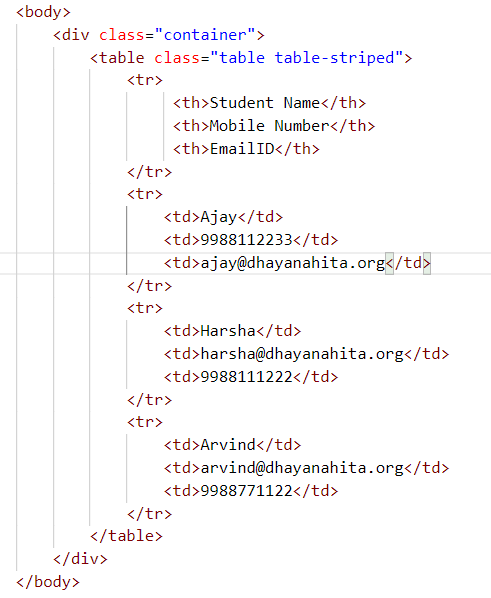 <body>
<div class="container">
<table class="table table-striped">
<tr>
<th>Student Name</th>
<th>Mobile Number</th>
<th>EmailID</th>
</tr>
<tr>
<td>Ajay</td>
<td>9988112233</td>
<td>ajay@dhayanahita.org</td>
</tr>
<tr>
<td>Harsha</td>
<td>harsha@dhayanahita.org</td>
<td>9988111222</td>
</tr>
<tr>
<td>Arvind</td>
<td>arvind@dhayanahita.org</td>
<td>9988771122</td>
</tr>
</table>
</div>
</body>